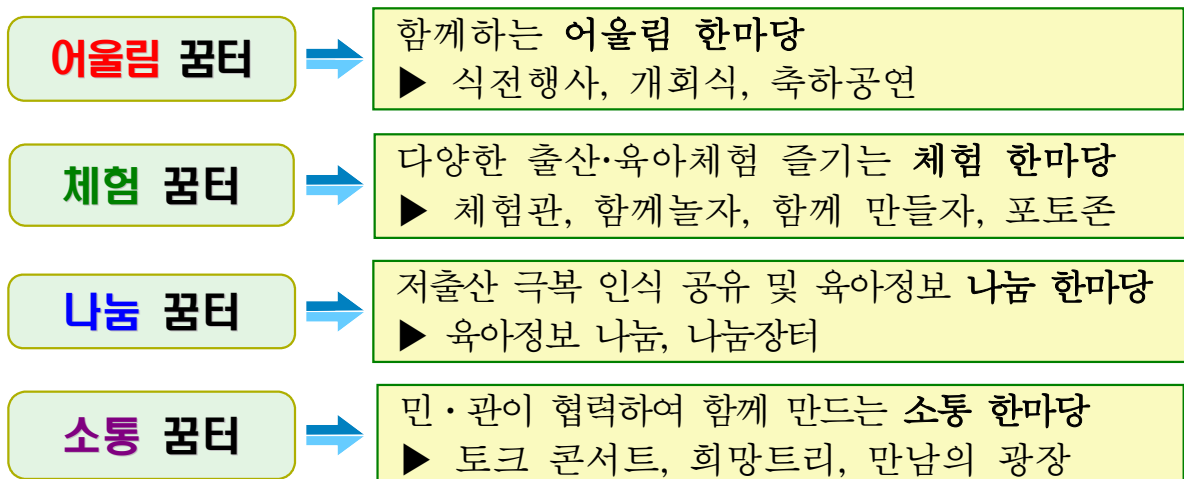 어울림 꿈터
함께하는 어울림 한마당
▶ 식전행사, 개회식, 축하공연
체험 꿈터
다양한 출산·육아체험 즐기는 체험 한마당
▶ 체험관, 함께놀자, 함께 만들자, 포토존
나눔 꿈터
저출산 극복 인식 공유 및 육아정보 나눔 한마당
▶ 육아정보 나눔, 나눔장터
소통 꿈터
민·관이 협력하여 함께 만드는 소통 한마당
▶ 토크 콘서트, 희망트리, 만남의 광장